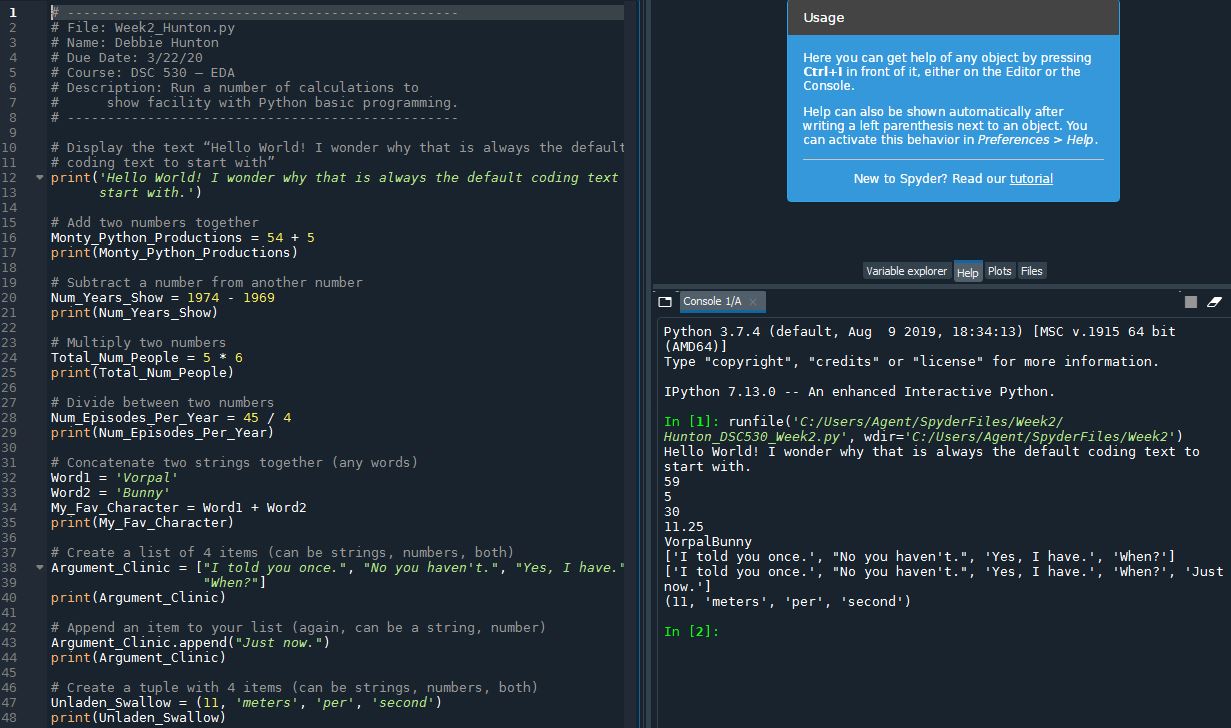 1 # -------------------------------------------------
2 # File: Week2_Hunton.py
3 # Name: Debbie Hunton
4 # Due Date: 3/22/20
5 # Course: DSC 530 – EDA
6 # Description: Run a number of calculations to
7 #      show facility with Python basic programming.
8 # -------------------------------------------------
9
10 # Display the text “Hello World! I wonder why that is always the default
11 # coding text to start with”
12 print('Hello World! I wonder why that is always the default coding text
13       start with.')
14
15 # Add two numbers together
16 Monty_Python_Productions = 54 + 5
17 print(Monty_Python_Productions)
18
19 # Subtract a number from another number
20 Num_Years_Show = 1974 - 1969
21 print(Num_Years_Show)
22
23 # Multiply two numbers
24 Total_Num_People = 5 * 6
25 print(Total_Num_People)
26
27 # Divide between two numbers
28 Num_Episodes_Per_Year = 45 / 4
29 print(Num_Episodes_Per_Year)
30
31 # Concatenate two strings together (any words)
32 Word1 = 'Vorpal'
33 Word2 = 'Bunny'
34 My_Fav_Character = Word1 + Word2
35 print(My_Fav_Character)
36
37 # Create a list of 4 items (can be strings, numbers, both)
38 Argument_Clinic = ["I told you once.", "No you haven't.", "Yes, I have."
39                    "When?"]
40 print(Argument_Clinic)
41
42 # Append an item to your list (again, can be a string, number)
43 Argument_Clinic.append("Just now.")
44 print(Argument_Clinic)
45
46 # Create a tuple with 4 items (can be strings, numbers, both)
47 Unladen_Swallow = (11, 'meters', 'per', 'second')
48 print(Unladen_Swallow)
Usage
Here you can get help of any object by pressing
Ctrl+I in front of it, either on the Editor or the
Console.
Help can also be shown automatically after
writing a left parenthesis next to an object. You
can activate this behavior in Preferences > Help.
New to Spyder? Read our tutorial
Variable explorer Help Plots Files
Console 1/A
Python 3.7.4 (default, Aug  9 2019, 18:34:13) [MSC v.1915 64 bit
(AMD64)]
Type "copyright", "credits" or "license" for more information.
IPython 7.13.0 -- An enhanced Interactive Python.
In [1]: runfile('C:/Users/Agent/SpyderFiles/Week2/
Hunton_DSC530_Week2.py', wdir='C:/Users/Agent/SpyderFiles/Week2')
Hello World! I wonder why that is always the default coding text to
start with.
59
5
30
11.25
VorpalBunny
['I told you once.', "No you haven't.", 'Yes, I have.', 'When?']
['I told you once.', "No you haven't.", 'Yes, I have.', 'When?', 'Just
now.']
(11, 'meters', 'per', 'second')
In [2]: